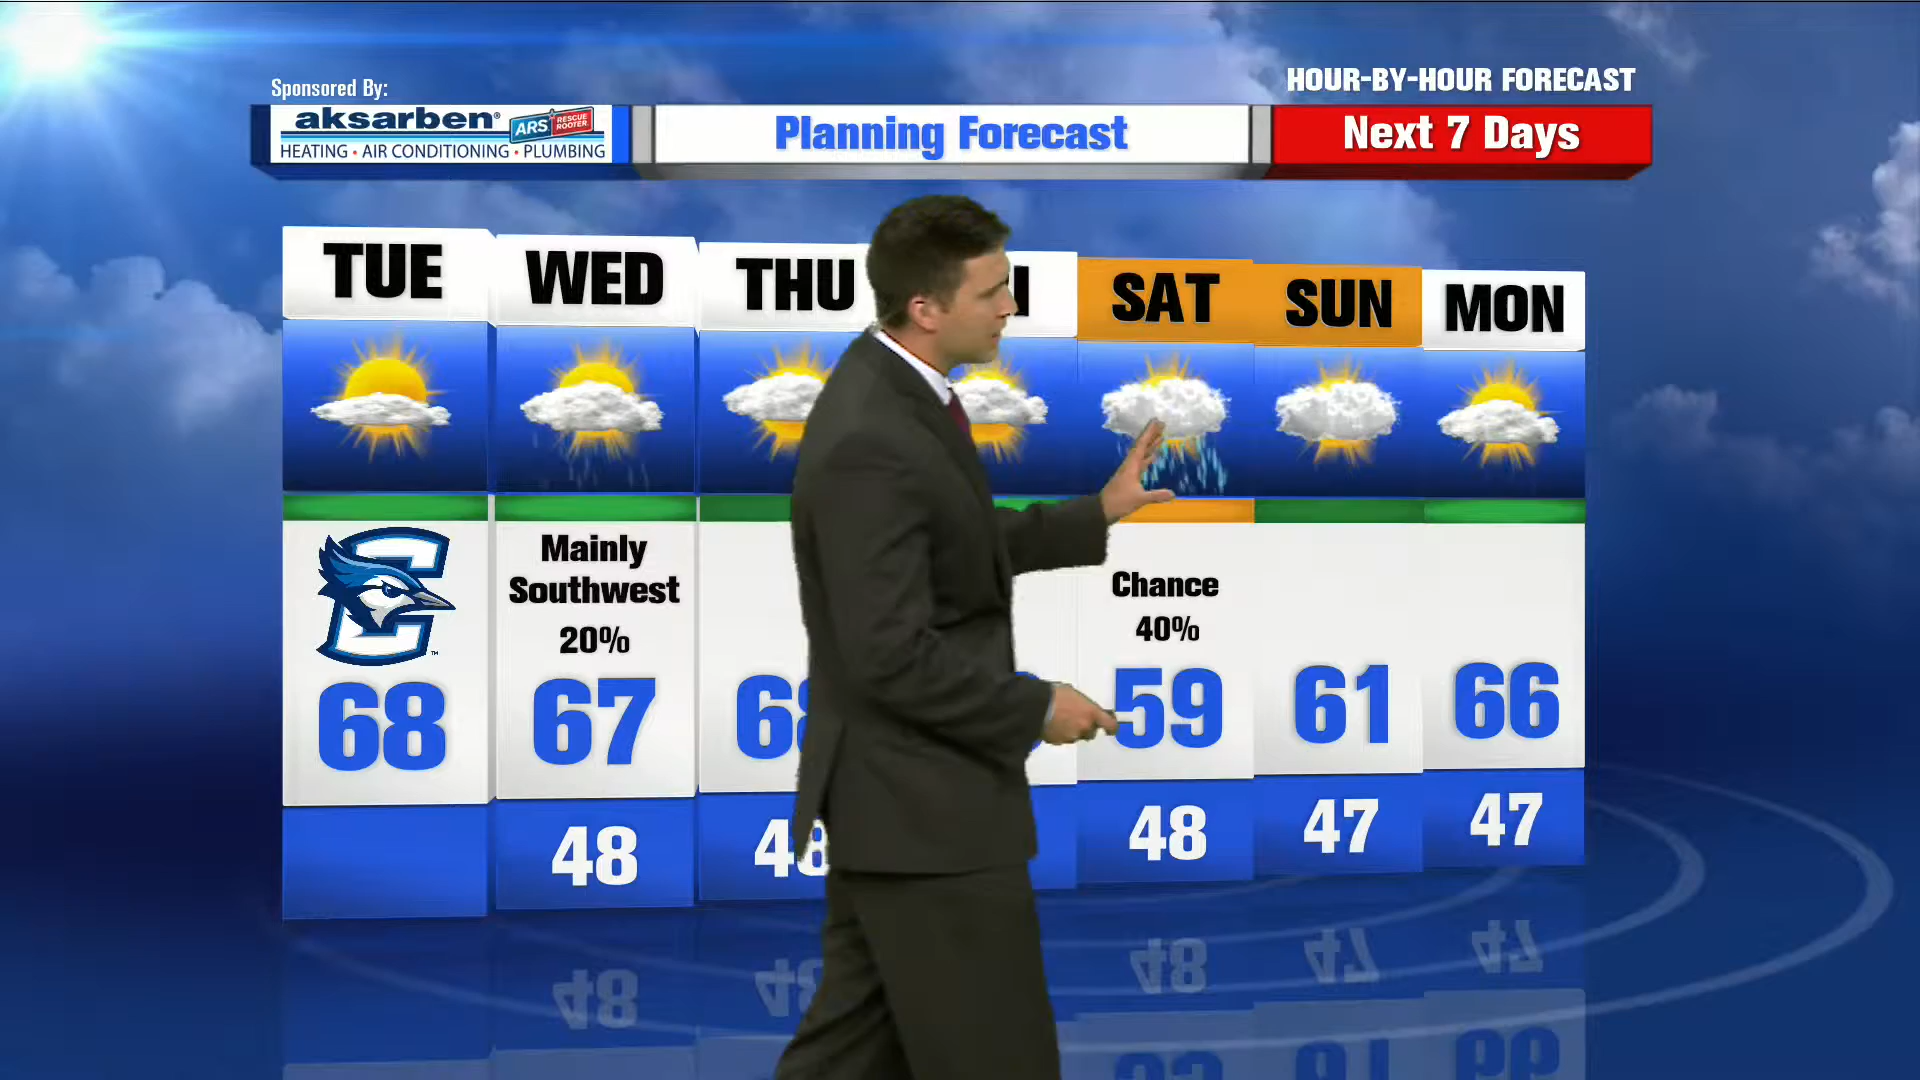 Sponsored By:
aksarben®
ARS RESCUE ROOTER
HEATING • AIR CONDITIONING • PLUMBING
Planning Forecast
HOUR-BY-HOUR FORECAST
Next 7 Days
TUE WED THU SAT SUN MON
Mainly
Southwest
20%
Chance
40%
68 67 59 61 66
48 48 48 47 47